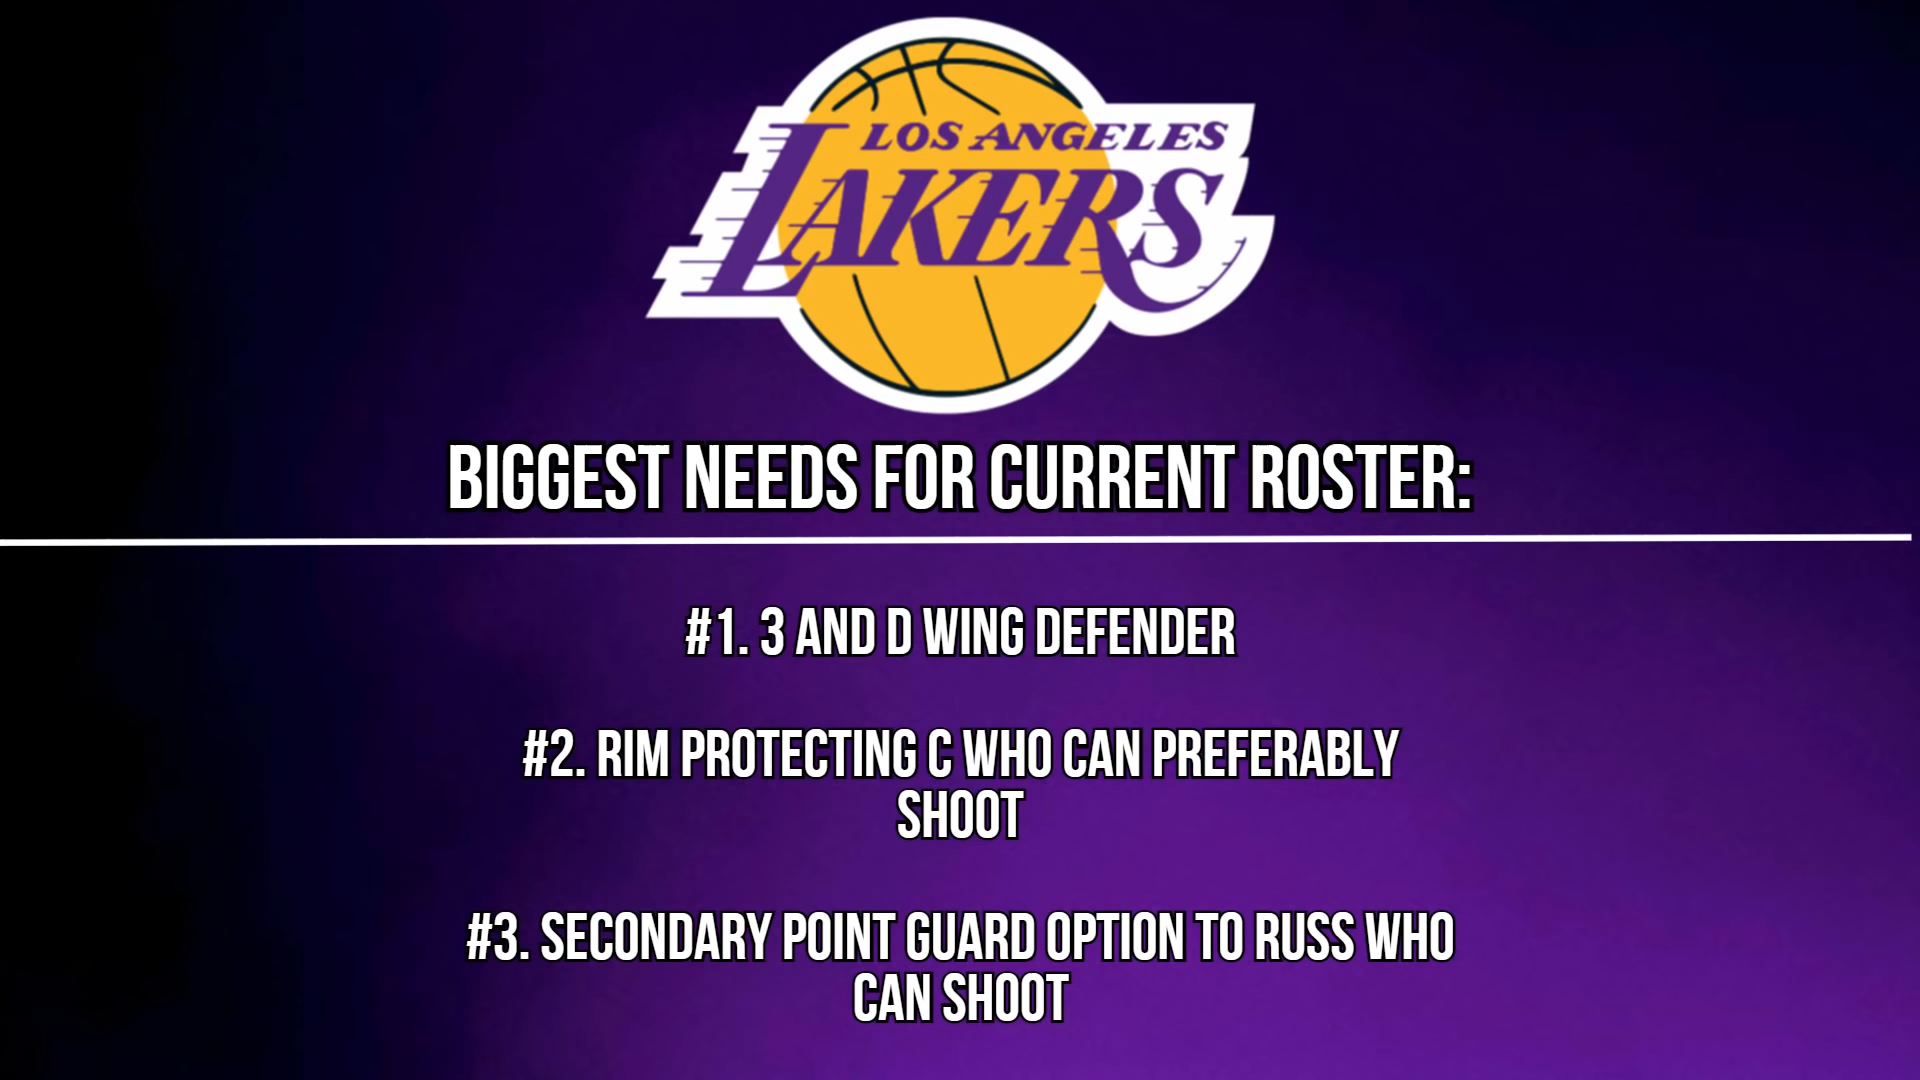 LOS ANGELES
LAKERS
BIGGEST NEEDS FOR CURRENT ROSTER:
#1. 3 AND D WING DEFENDER
#2. RIM PROTECTING C WHO CAN PREFERABLY
SHOOT
#3. SECONDARY POINT GUARD OPTION TO RUSS WHO
CAN SHOOT